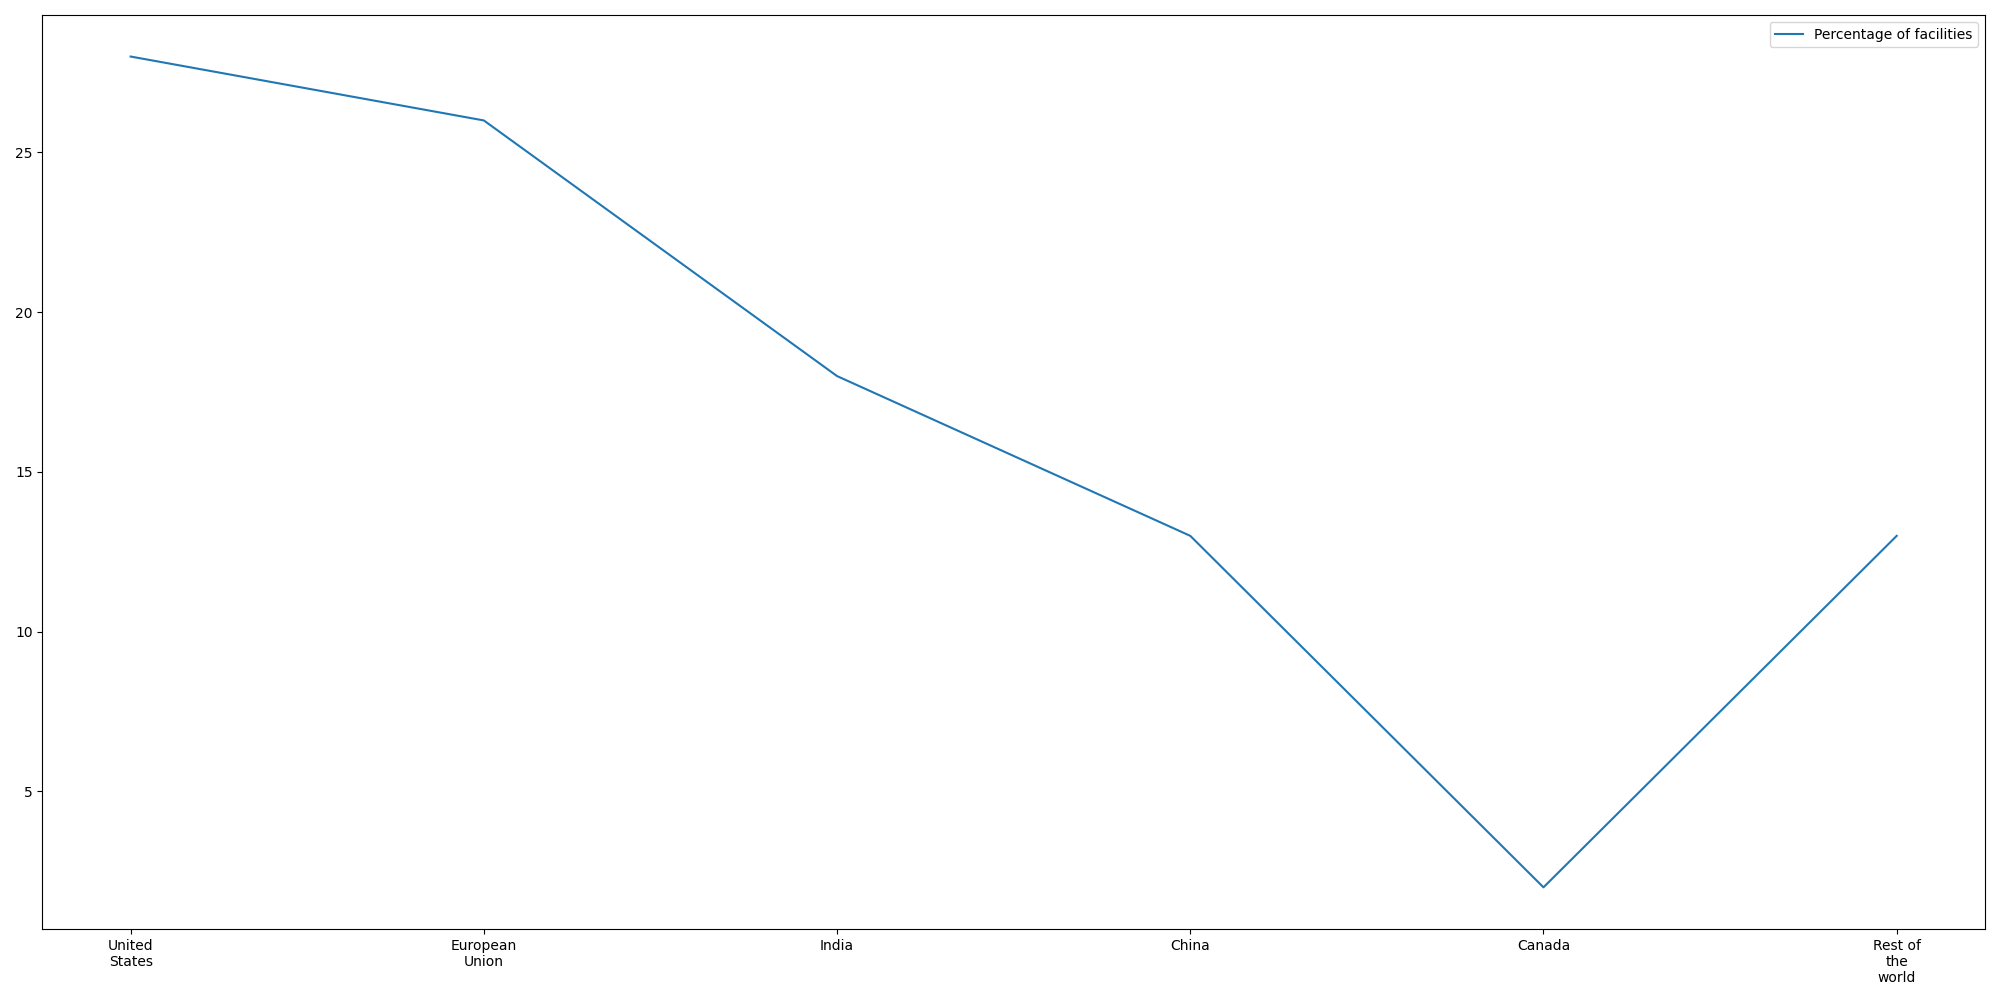 Percentage of facilities
25
20
15
10
5
United
States
European
Union
India
China
Canada
Rest of
the
world